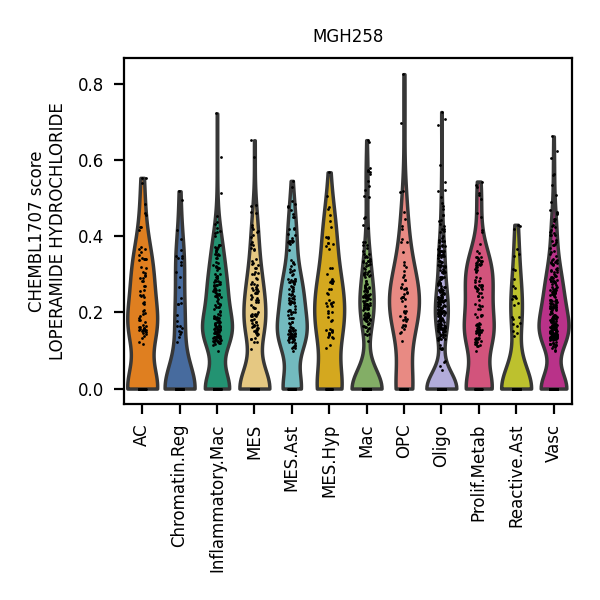 MGH258
CHEMBL1707 score
LOPERAMIDE HYDROCHLORIDE
0.8
0.6
0.4
0.2
0.0
AC
Chromatin.Reg
Inflammatory.Mac
MES
MES.Ast
MES.Hyp
Mac
OPC
Oligo
Prolif.Metab
Reactive.Ast
Vasc